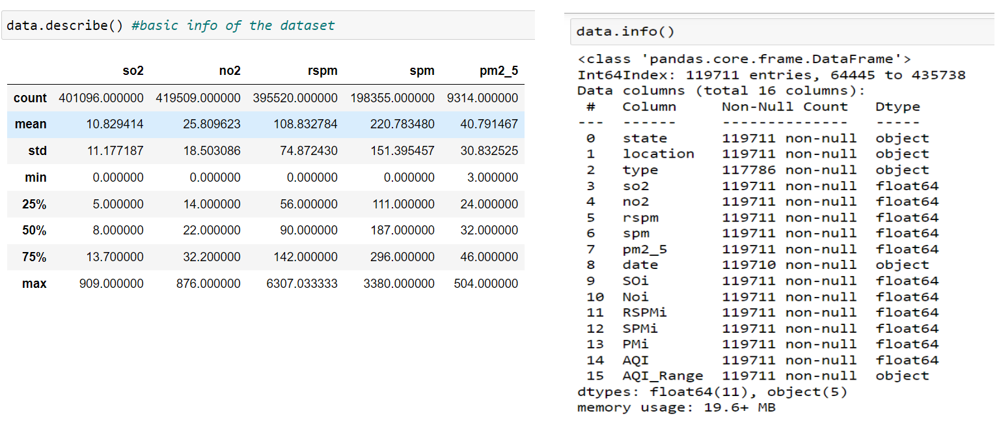 data.describe() #basic info of the dataset
so2 no2 rspm spm pm2_5
count 401096.000000 419509.000000 395520.000000 198355.000000 9314.000000
mean 10.829414 25.809623 108.832784 220.783480 40.791467
std 11.177187 18.503086 74.872430 151.395457 30.832525
min 0.000000 0.000000 0.000000 0.000000 3.000000
25% 5.000000 14.000000 56.000000 111.000000 24.000000
50% 8.000000 22.000000 90.000000 187.000000 32.000000
75% 13.700000 32.200000 142.000000 296.000000 46.000000
max 909.000000 876.000000 6307.033333 3380.000000 504.000000
data.info()
<class 'pandas.core.frame.DataFrame'>
Int64Index: 119711 entries, 64445 to 435738
Data columns (total 16 columns):
# Column Non-Null Count Dtype
--- ------ -------------- -----
0 state 119711 non-null object
1 location 119711 non-null object
2 type 117786 non-null object
3 so2 119711 non-null float64
4 no2 119711 non-null float64
5 rspm 119711 non-null float64
6 spm 119711 non-null float64
7 pm2_5 119711 non-null float64
8 date 119710 non-null object
9 SOi 119711 non-null float64
10 Noi 119711 non-null float64
11 RSPMi 119711 non-null float64
12 SPMi 119711 non-null float64
13 PMi 119711 non-null float64
14 AQI 119711 non-null float64
15 AQI_Range 119711 non-null object
dtypes: float64(11), object(5)
memory usage: 19.6+ MB